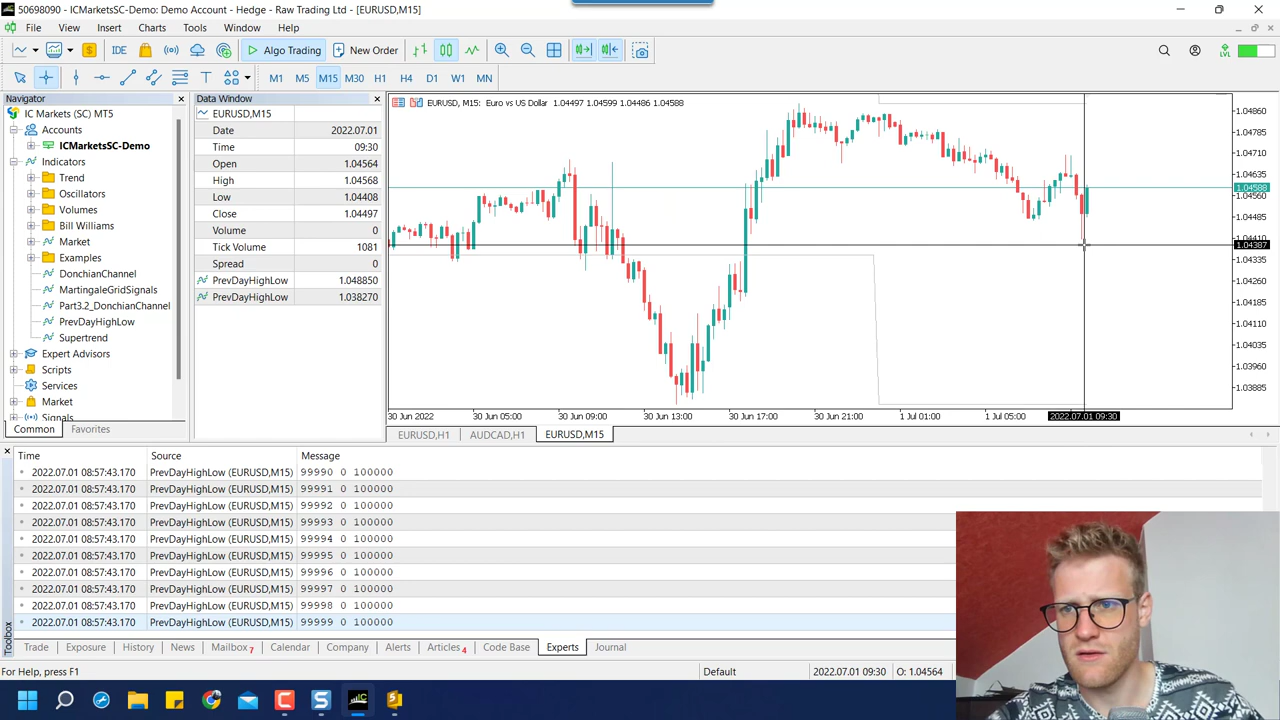 50698090 - ICMarketsSC-Demo: Demo Account - Hedge - Raw Trading Ltd - [EURUSD,M15]
File View Insert Charts Tools Window Help
IDE Algo Trading New Order LVL
M1 M5 M15 M30 H1 H4 D1 W1 MN
Navigator
IC Markets (SC) MT5
Accounts
ICMarketsSC-Demo
Indicators
Trend
Oscillators
Volumes
Bill Williams
Market
Examples
DonchianChannel
MartingaleGridSignals
Part3.2_DonchianChannel
PrevDayHighLow
Supertrend
Expert Advisors
Scripts
Services
Market
Signals
Common Favorites
Data Window
EURUSD,M15
Date 2022.07.01
Time 09:30
Open 1.04564
High 1.04568
Low 1.04408
Close 1.04497
Volume 0
Tick Volume 1081
Spread 0
PrevDayHighLow 1.048850
PrevDayHighLow 1.038270
EURUSD, M15: Euro vs US Dollar 1.04497 1.04599 1.04486 1.04588
1.04860
1.04785
1.04710
1.04635
1.04588
1.04485
1.04410
1.04387
1.04335
1.04260
1.04185
1.04110
1.04035
1.03960
1.03885
30 Jun 2022 30 Jun 05:00 30 Jun 09:00 30 Jun 13:00 30 Jun 17:00 30 Jun 21:00 1 Jul 01:00 1 Jul 05:00 2022.07.01 09:30
EURUSD,H1 AUDCAD,H1 EURUSD,M15
Time Source Message
2022.07.01 08:57:43.170 PrevDayHighLow (EURUSD,M15) 99990 0 100000
2022.07.01 08:57:43.170 PrevDayHighLow (EURUSD,M15) 99991 0 100000
2022.07.01 08:57:43.170 PrevDayHighLow (EURUSD,M15) 99992 0 100000
2022.07.01 08:57:43.170 PrevDayHighLow (EURUSD,M15) 99993 0 100000
2022.07.01 08:57:43.170 PrevDayHighLow (EURUSD,M15) 99994 0 100000
2022.07.01 08:57:43.170 PrevDayHighLow (EURUSD,M15) 99995 0 100000
2022.07.01 08:57:43.170 PrevDayHighLow (EURUSD,M15) 99996 0 100000
2022.07.01 08:57:43.170 PrevDayHighLow (EURUSD,M15) 99997 0 100000
2022.07.01 08:57:43.170 PrevDayHighLow (EURUSD,M15) 99998 0 100000
2022.07.01 08:57:43.170 PrevDayHighLow (EURUSD,M15) 99999 0 100000
Toolbox
Trade Exposure History News Mailbox 7 Calendar Company Alerts Articles 4 Code Base Experts Journal
For Help, press F1 Default 2022.07.01 09:30 O: 1.04564